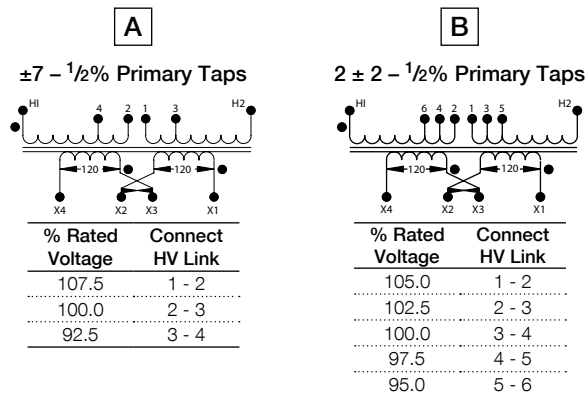 A
±7 – 1/2% Primary Taps
HI 4 2 1 3 H2
120 120
X4 X2 X3 X1
% Rated Voltage Connect HV Link
107.5 1 - 2
100.0 2 - 3
92.5 3 - 4
B
2 ± 2 – 1/2% Primary Taps
HI 6 4 2 1 3 5 H2
120 120
X4 X2 X3 X1
% Rated Voltage Connect HV Link
105.0 1 - 2
102.5 2 - 3
100.0 3 - 4
97.5 4 - 5
95.0 5 - 6